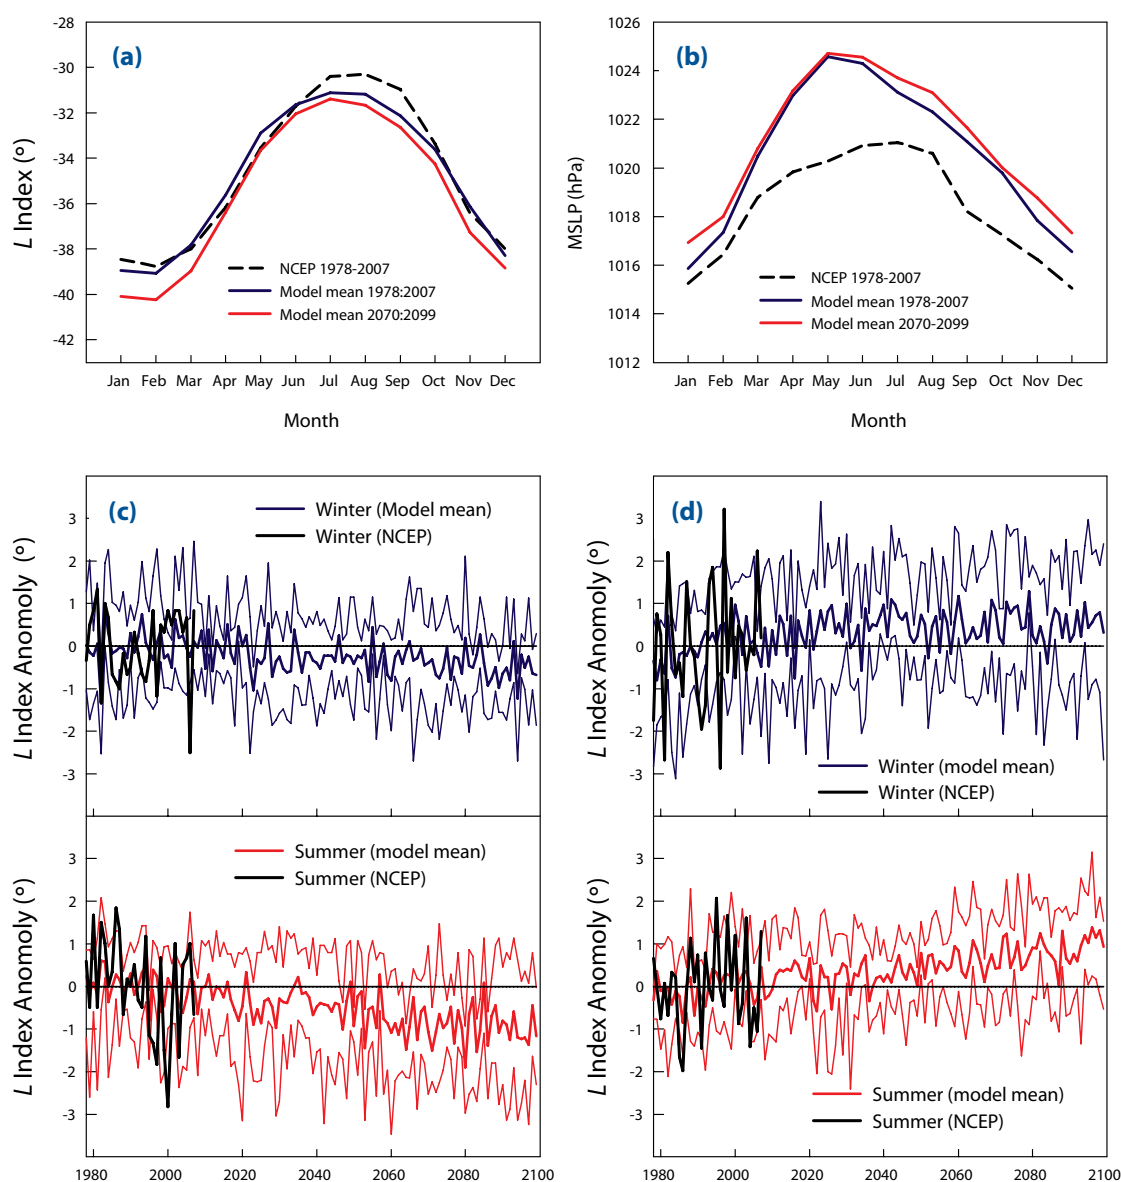 (a)
L Index (°)
-28
-30
-32
-34
-36
-38
-40
-42
NCEP 1978-2007
Model mean 1978:2007
Model mean 2070:2099
Jan Feb Mar Apr May Jun Jul Aug Sep Oct Nov Dec
Month
(b)
MSLP (hPa)
1026
1024
1022
1020
1018
1016
1014
1012
NCEP 1978-2007
Model mean 1978-2007
Model mean 2070-2099
Jan Feb Mar Apr May Jun Jul Aug Sep Oct Nov Dec
Month
(c)
L Index Anomoly (°)
3
2
1
0
-1
-2
-3
Winter (Model mean)
Winter (NCEP)
L Index Anomoly (°)
3
2
1
0
-1
-2
-3
Summer (model mean)
Summer (NCEP)
1980 2000 2020 2040 2060 2080 2100
(d)
L Index Anomoly (°)
3
2
1
0
-1
-2
-3
Winter (model mean)
Winter (NCEP)
L Index Anomoly (°)
3
2
1
0
-1
-2
-3
Summer (model mean)
Summer (NCEP)
1980 2000 2020 2040 2060 2080 2100